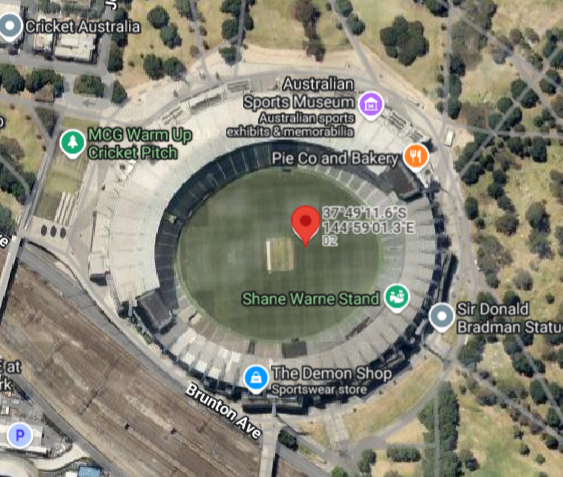 Cricket Australia
Australian
Sports Museum
Australian sports
exhibits & memorabilia
MCG Warm Up
Cricket Pitch
Pie Co and Bakery
37°49'11.6"S
144°59'01.3"E
02
Shane Warne Stand
Sir Donald
Bradman Statue
The Demon Shop
Sportswear store
Brunton Ave
at
rk
P